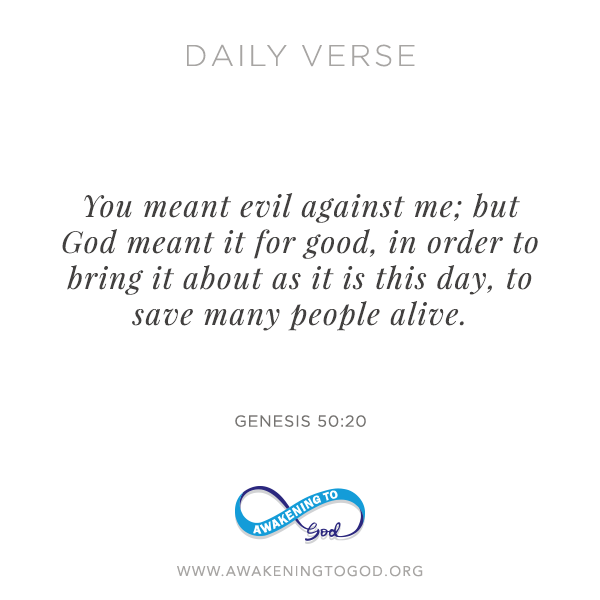 DAILY VERSE
You meant evil against me; but
God meant it for good, in order to
bring it about as it is this day, to
save many people alive.
GENESIS 50:20
AWAKENING TO
God
WWW.AWAKENINGTOGOD.ORG